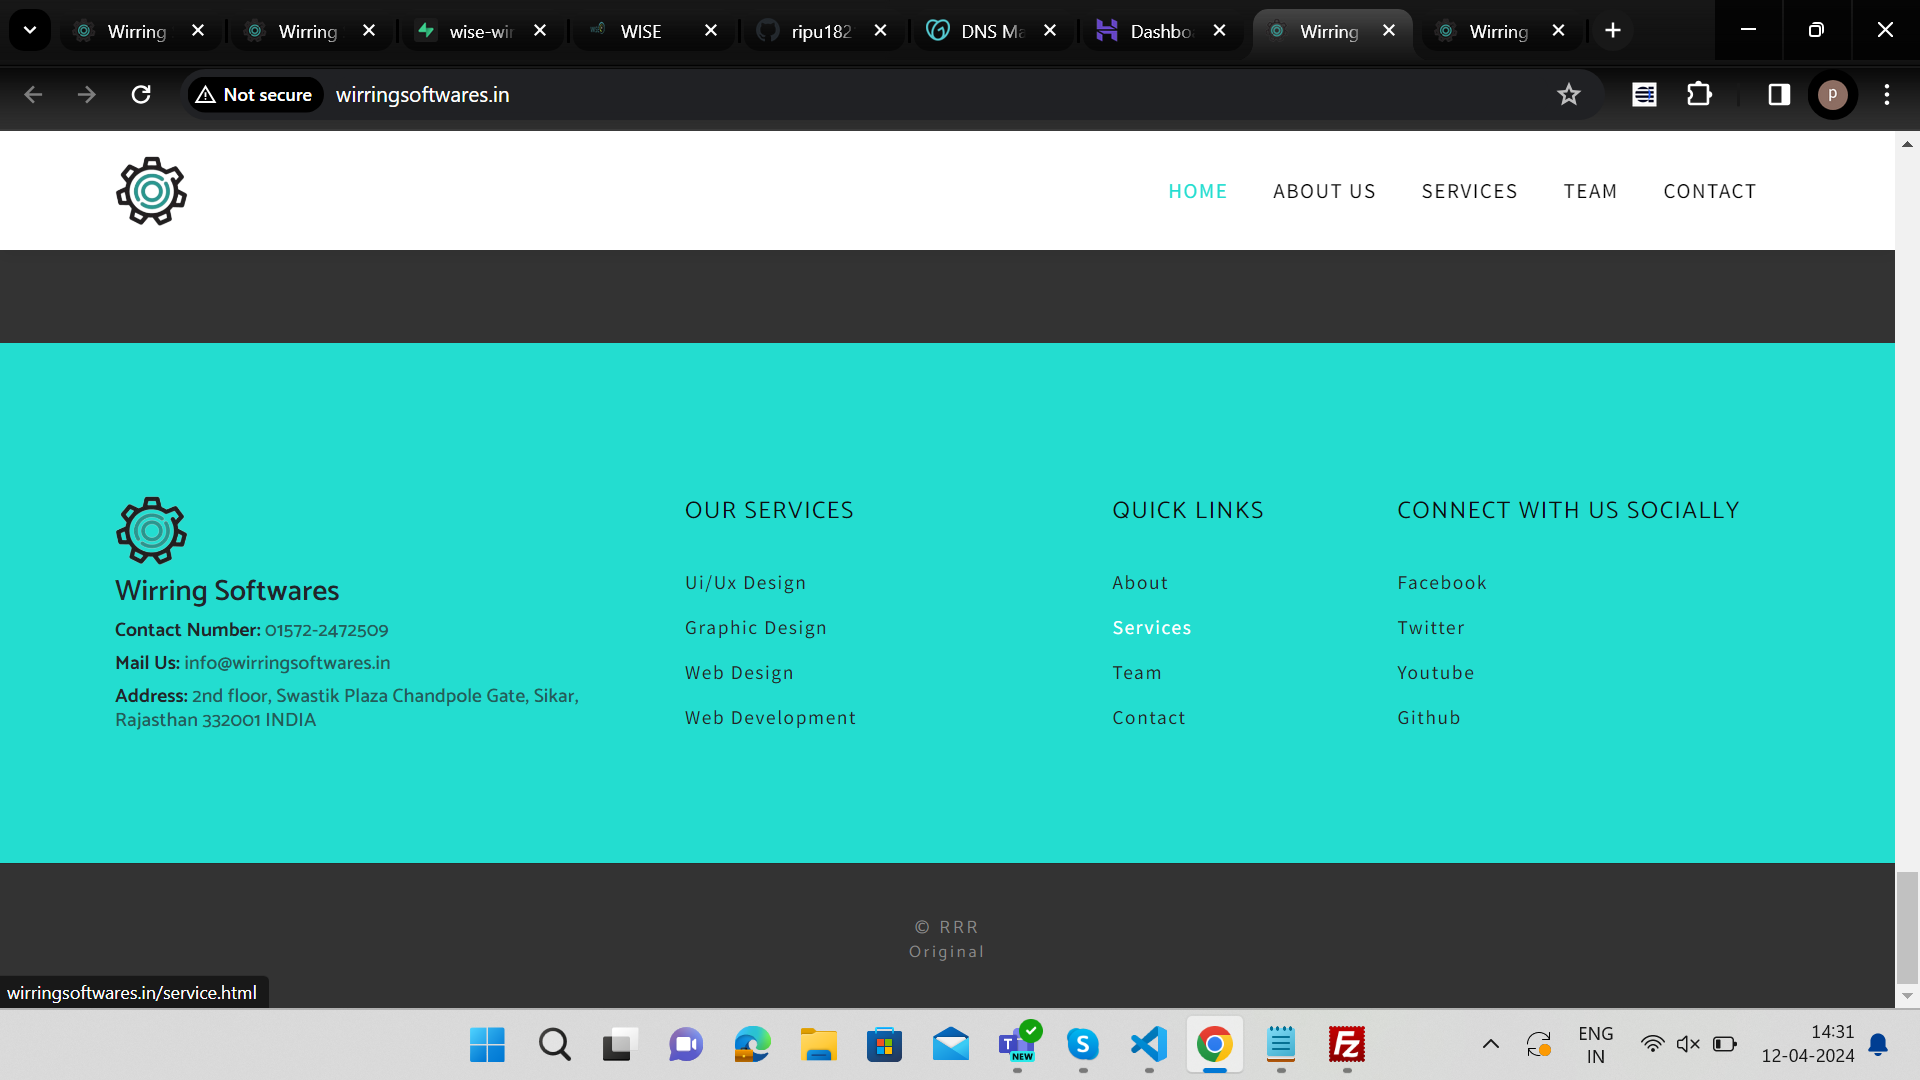 Wirring
Wirring
wise-wir
WISE
ripu182
DNS Ma
Dashbo
Wirring
Wirring
Not secure
wirringsoftwares.in
p
HOME
ABOUT US
SERVICES
TEAM
CONTACT
Wirring Softwares
Contact Number: 01572-2472509
Mail Us: info@wirringsoftwares.in
Address: 2nd floor, Swastik Plaza Chandpole Gate, Sikar,
Rajasthan 332001 INDIA
OUR SERVICES
Ui/Ux Design
Graphic Design
Web Design
Web Development
QUICK LINKS
About
Services
Team
Contact
CONNECT WITH US SOCIALLY
Facebook
Twitter
Youtube
Github
© RRR
Original
wirringsoftwares.in/service.html
T
NEW
S
FZ
ENG
IN
14:31
12-04-2024